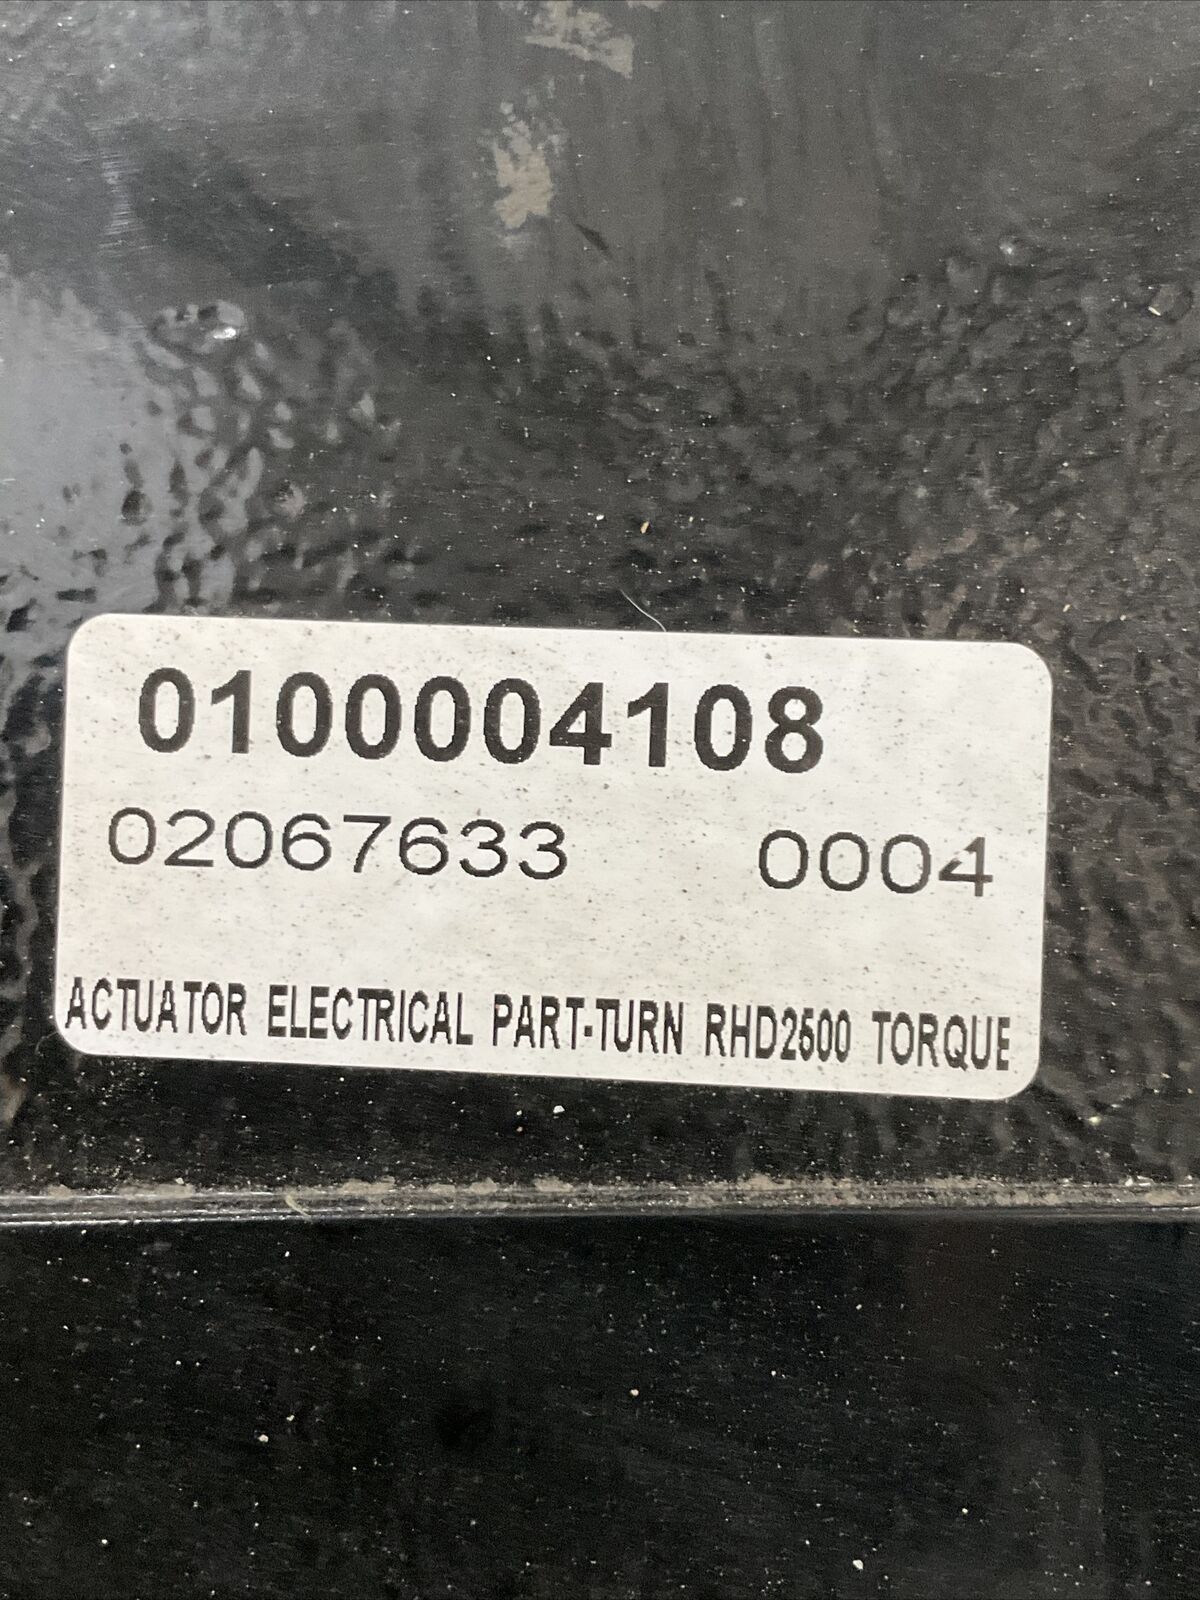 0100004108
02067633 0004
ACTUATOR ELECTRICAL PART-TURN RHD2500 TORQUE